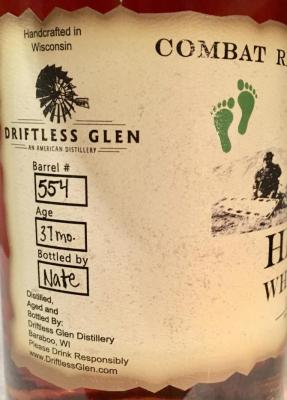 Handcrafted in
Wisconsin
COMBAT R
DRIFTLESS GLEN
AN AMERICAN DISTILLERY
Barrel #
554
Age
37mo.
Bottled by
Nate
Distilled,
Aged and
Bottled By:
Driftless Glen Distillery
Baraboo, WI
Please Drink Responsibly
www.DriftlessGlen.com
WH